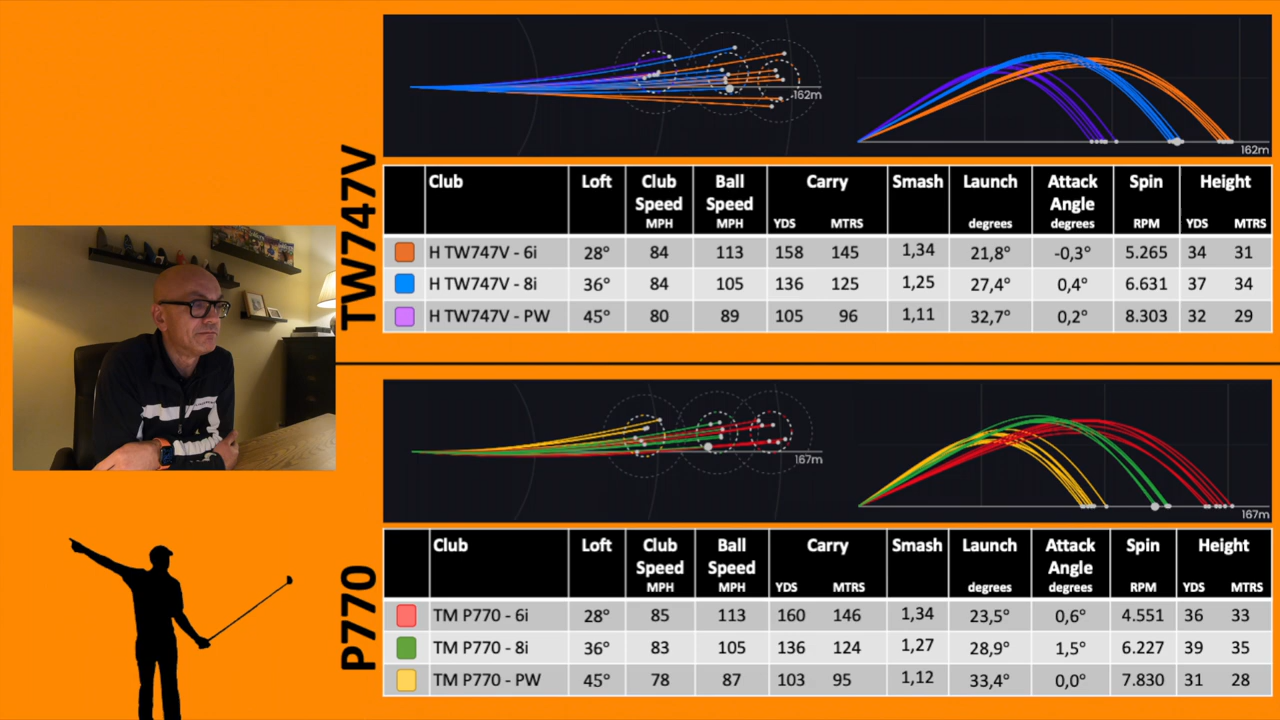 162m
162m
TW747V
Club Loft Club Speed MPH Ball Speed MPH Carry YDS MTRS Smash Launch degrees Attack Angle degrees Spin RPM Height YDS MTRS
H TW747V - 6i 28° 84 113 158 145 1,34 21,8° -0,3° 5.265 34 31
H TW747V - 8i 36° 84 105 136 125 1,25 27,4° 0,4° 6.631 37 34
H TW747V - PW 45° 80 89 105 96 1,11 32,7° 0,2° 8.303 32 29
167m
167m
P770
Club Loft Club Speed MPH Ball Speed MPH Carry YDS MTRS Smash Launch degrees Attack Angle degrees Spin RPM Height YDS MTRS
TM P770 - 6i 28° 85 113 160 146 1,34 23,5° 0,6° 4.551 36 33
TM P770 - 8i 36° 83 105 136 124 1,27 28,9° 1,5° 6.227 39 35
TM P770 - PW 45° 78 87 103 95 1,12 33,4° 0,0° 7.830 31 28